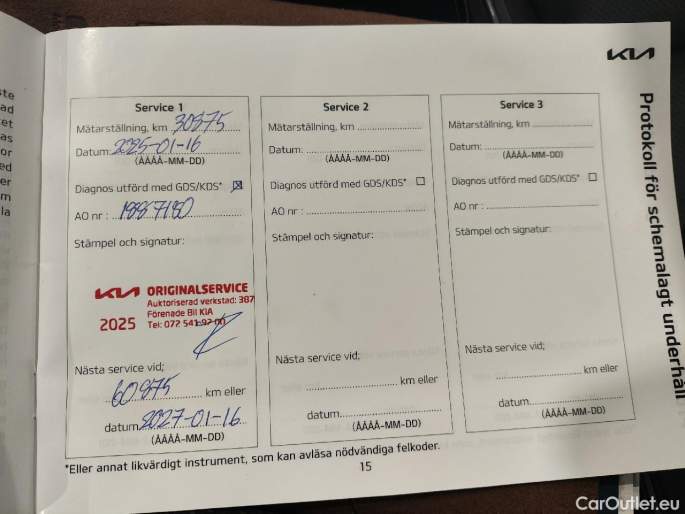 KIA
Protokoll för schemalagt underhåll
Service 1
Mätarställning, km 30875
Datum: 2025-01-16
(ÅÅÅÅ-MM-DD)
Diagnos utförd med GDS/KDS*
AO nr : 1987180
Stämpel och signatur:
KIA ORIGINALSERVICE
Auktoriserad verkstad: 387
Förenade Bil KIA
2025 Tel: 072 541 92 00
Nästa service vid;
60875 km eller
datum 2027-01-16
(ÅÅÅÅ-MM-DD)
Service 2
Mätarställning, km
Datum:
(ÅÅÅÅ-MM-DD)
Diagnos utförd med GDS/KDS*
AO nr :
Stämpel och signatur:
Nästa service vid;
km eller
datum
(ÅÅÅÅ-MM-DD)
Service 3
Mätarställning, km
Datum:
(ÅÅÅÅ-MM-DD)
Diagnos utförd med GDS/KDS*
AO nr :
Stämpel och signatur:
Nästa service vid;
km eller
datum
(ÅÅÅÅ-MM-DD)
*Eller annat likvärdigt instrument, som kan avläsa nödvändiga felkoder.
15
CarOutlet.eu